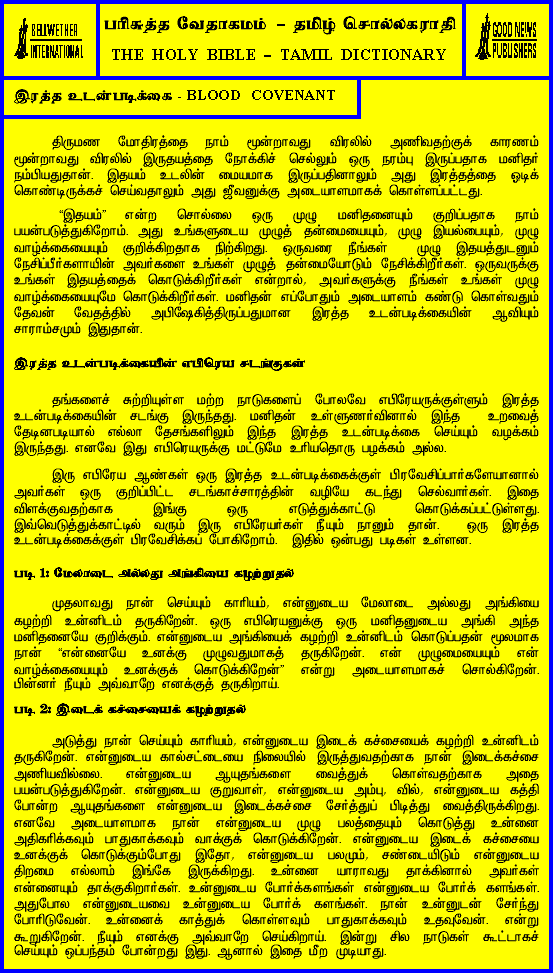 BELLWETHER
INTERNATIONAL
பரிசுத்த வேதாகமம் – தமிழ் சொல்லகராதி
THE HOLY BIBLE – TAMIL DICTIONARY
GOOD NEWS
PUBLISHERS
இரத்த உடன்படிக்கை - BLOOD COVENANT
திருமண மோதிரத்தை நாம் மூன்றாவது விரலில் அணிவதற்குக் காரணம்
மூன்றாவது விரலில் இருதயத்தை நோக்கிச் செல்லும் ஒரு நரம்பு இருப்பதாக மனிதர்
நம்பியதுதான். இதயம் உடலின் மையமாக இருப்பதினாலும் அது இரத்தத்தை ஓடிக்
கொண்டிருக்கச் செய்வதாலும் அது ஜீவனுக்கு அடையாளமாகக் கொள்ளப்பட்டது.
“இதயம்” என்ற சொல்லை ஒரு முழு மனிதனையும் குறிப்பதாக நாம்
பயன்படுத்துகிறோம். அது உங்களுடைய முழுத் தன்மையையும், முழு இயல்பையும், முழு
வாழ்க்கையையும் குறிக்கிறதாக நிற்கிறது. ஒருவரை நீங்கள் முழு இதயத்துடனும்
நேசிப்பீர்களாயின் அவர்களை உங்கள் முழுத் தன்மையோடும் நேசிக்கிறீர்கள். ஒருவருக்கு
உங்கள் இதயத்தைக் கொடுக்கிறீர்கள் என்றால், அவர்களுக்கு நீங்கள் உங்கள் முழு
வாழ்க்கையையுமே கொடுக்கிறீர்கள். மனிதன் எப்போதும் அடையாளம் கண்டு கொள்வதும்
தேவன் வேதத்தில் அபிஷேகித்திருப்பதுமான இரத்த உடன்படிக்கையின் ஆவியும்
சாராம்சமும் இதுதான்.
இரத்த உடன்படிக்கையின் எபிரெய சடங்குகள்
தங்களைச் சுற்றியுள்ள மற்ற நாடுகளைப் போலவே எபிரேயருக்குள்ளும் இரத்த
உடன்படிக்கையின் சடங்கு இருந்தது. மனிதன் உள்ளுணர்வினால் இந்த உறவைத்
தேடினபடியால் எல்லா தேசங்களிலும் இந்த இரத்த உடன்படிக்கை செய்யும் வழக்கம்
இருந்தது. எனவே இது எபிரெயருக்கு மட்டுமே உரியதொரு பழக்கம் அல்ல.
இரு எபிரேய ஆண்கள் ஒரு இரத்த உடன்படிக்கைக்குள் பிரவேசிப்பார்களேயானால்
அவர்கள் ஒரு குறிப்பிட்ட சடங்காச்சாரத்தின் வழியே கடந்து செல்வார்கள். இதை
விளக்குவதற்காக இங்கு ஒரு எடுத்துக்காட்டு கொடுக்கப்பட்டுள்ளது.
இவ்வெடுத்துக்காட்டில் வரும் இரு எபிரேயர்கள் நீயும் நானும் தான். ஒரு இரத்த
உடன்படிக்கைக்குள் பிரவேசிக்கப் போகிறோம். இதில் ஒன்பது படிகள் உள்ளன.
படி 1: மேலாடை அல்லது அங்கியை கழற்றுதல்
முதலாவது நான் செய்யும் காரியம், என்னுடைய மேலாடை அல்லது அங்கியை
கழற்றி உன்னிடம் தருகிறேன். ஒரு எபிரெயனுக்கு ஒரு மனிதனுடைய அங்கி அந்த
மனிதனையே குறிக்கும். என்னுடைய அங்கியைக் கழற்றி உன்னிடம் கொடுப்பதன் மூலமாக
நான் “என்னையே உனக்கு முழுவதுமாகத் தருகிறேன். என் முழுமையையும் என்
வாழ்க்கையையும் உனக்குக் கொடுக்கிறேன்” என்று அடையாளமாகச் சொல்கிறேன்.
பின்னர் நீயும் அவ்வாறே எனக்குத் தருகிறாய்.
படி 2: இடைக் கச்சையைக் கழற்றுதல்
அடுத்து நான் செய்யும் காரியம், என்னுடைய இடைக் கச்சையைக் கழற்றி உன்னிடம்
தருகிறேன். என்னுடைய கால்சட்டையை நிலையில் இருத்துவதற்காக நான் இடைக்கச்சை
அணியவில்லை. என்னுடைய ஆயுதங்களை வைத்துக் கொள்வதற்காக அதை
பயன்படுத்துகிறேன். என்னுடைய குறுவாள், என்னுடைய அம்பு, வில், என்னுடைய கத்தி
போன்ற ஆயுதங்களை என்னுடைய இடைக்கச்சை சேர்த்துப் பிடித்து வைத்திருக்கிறது.
எனவே அடையாளமாக நான் என்னுடைய முழு பலத்தையும் கொடுத்து உன்னை
அதிகரிக்கவும் பாதுகாக்கவும் வாக்குக் கொடுக்கிறேன். என்னுடைய இடைக் கச்சையை
உனக்குக் கொடுக்கும்போது இதோ, என்னுடைய பலமும், சண்டையிடும் என்னுடைய
திறமை எல்லாம் இங்கே இருக்கிறது. உன்னை யாராவது தாக்கினால் அவர்கள்
என்னையும் தாக்குகிறார்கள். உன்னுடைய போர்க்களங்கள் என்னுடைய போர்க் களங்கள்.
அதுபோல என்னுடையவை உன்னுடைய போர்க் களங்கள். நான் உன்னுடன் சேர்ந்து
போரிடுவேன். உன்னைக் காத்துக் கொள்ளவும் பாதுகாக்கவும் உதவுவேன். என்று
கூறுகிறேன். நீயும் எனக்கு அவ்வாறே செய்கிறாய். இன்று சில நாடுகள் கூட்டாகச்
செய்யும் ஒப்பந்தம் போன்றது இது. ஆனால் இதை மீற முடியாது.